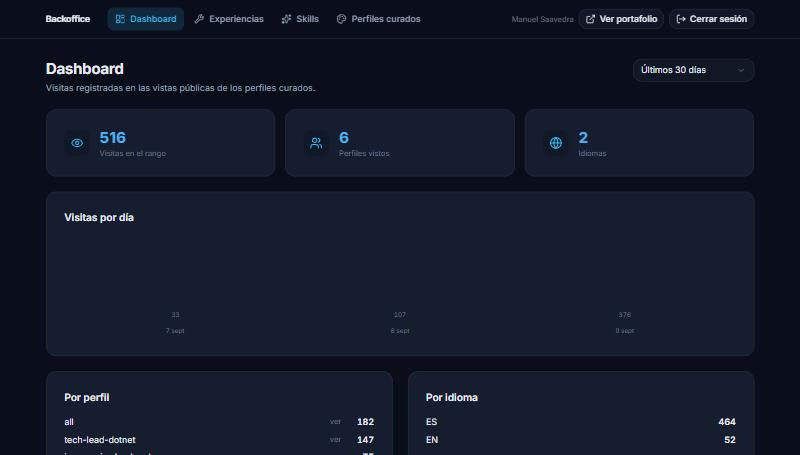 Backoffice Dashboard Experiencias Skills Perfiles curados Manuel Saavedra Ver portafolio Cerrar sesión
Dashboard
Últimos 30 días
Visitas registradas en las vistas públicas de los perfiles curados.
516
Visitas en el rango
6
Perfiles vistos
2
Idiomas
Visitas por día
33 107 376
7 sept 8 sept 9 sept
Por perfil
all ver 182
tech-lead-dotnet ver 147
Por idioma
ES 464
EN 52